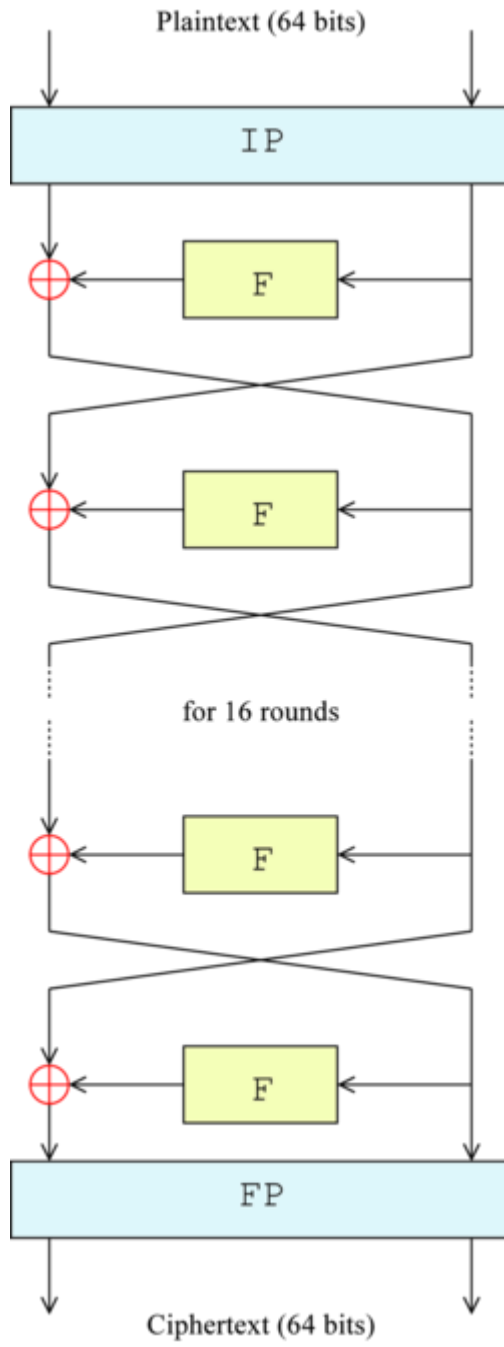 Plaintext (64 bits)
IP
F
F
for 16 rounds
F
F
FP
Ciphertext (64 bits)